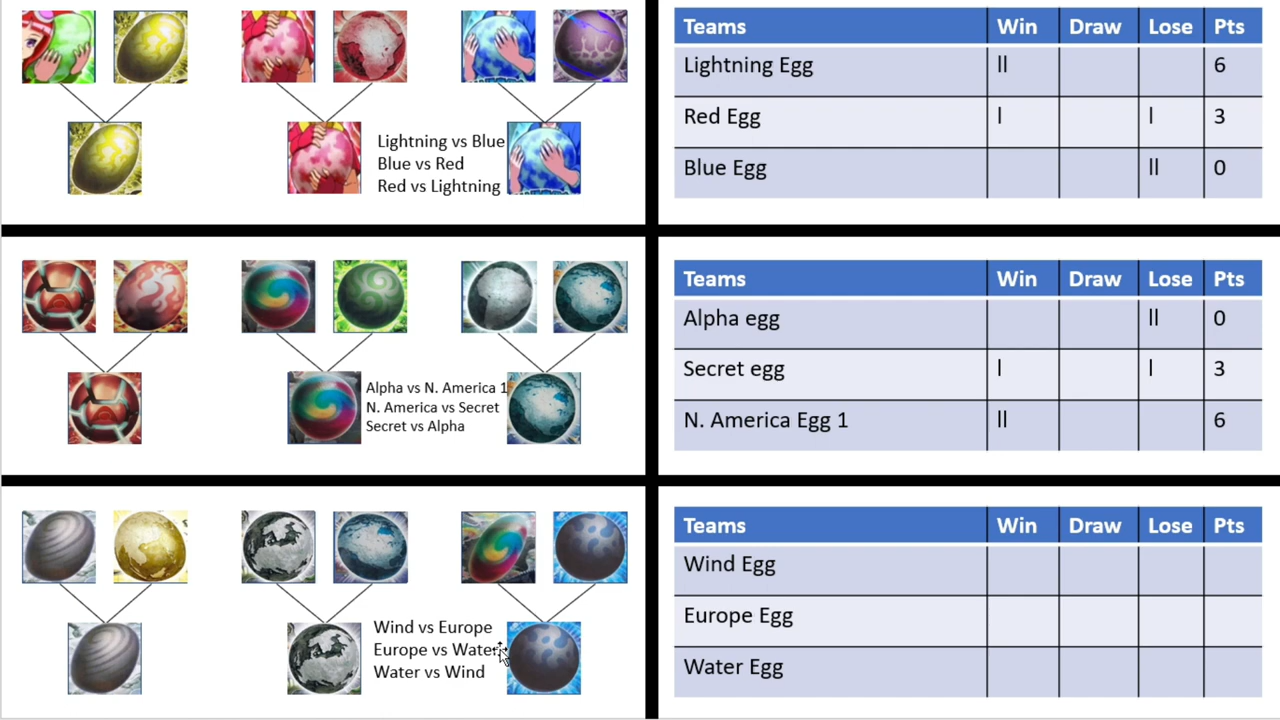 Teams Win Draw Lose Pts
Lightning Egg ll 6
Red Egg l l 3
Blue Egg ll 0
Lightning vs Blue
Blue vs Red
Red vs Lightning
Teams Win Draw Lose Pts
Alpha egg ll 0
Secret egg l l 3
N. America Egg 1 ll 6
Alpha vs N. America 1
N. America vs Secret
Secret vs Alpha
Teams Win Draw Lose Pts
Wind Egg
Europe Egg
Water Egg
Wind vs Europe
Europe vs Water
Water vs Wind